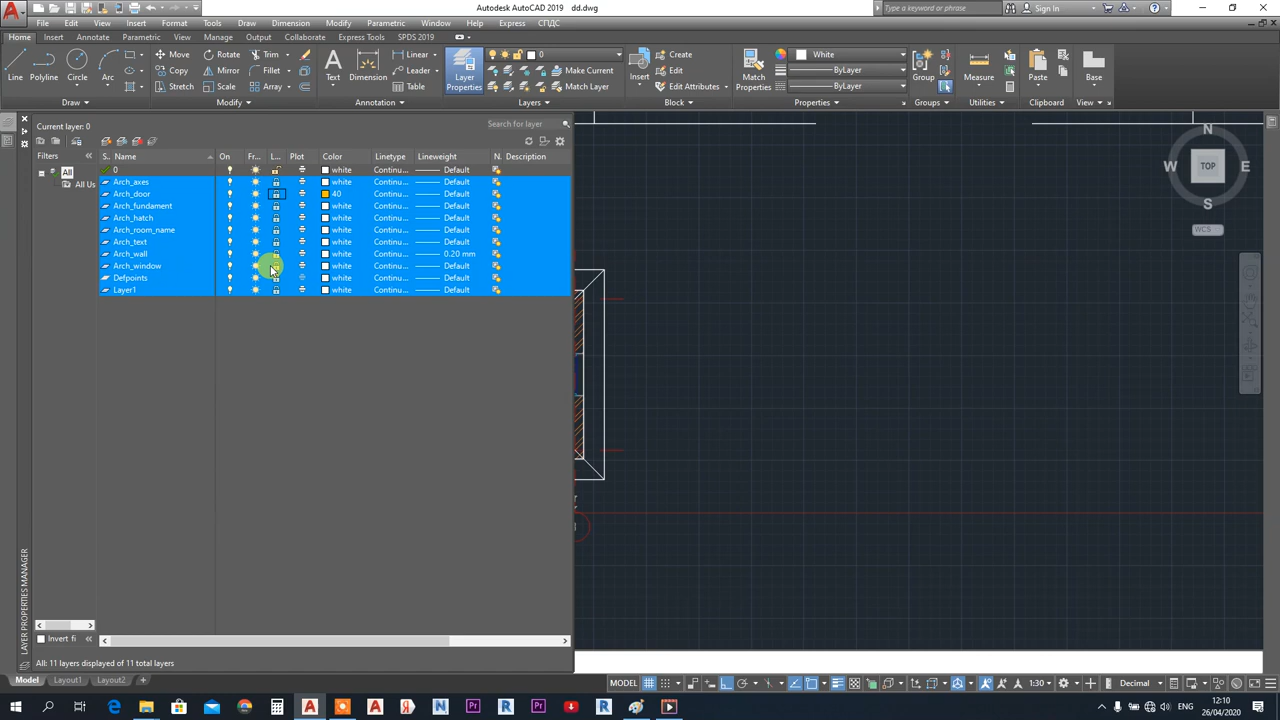 Autodesk AutoCAD 2019 dd.dwg
Type a keyword or phrase
Sign In
File Edit View Insert Format Tools Draw Dimension Modify Parametric Window Help Express СПДС
Home Insert Annotate Parametric View Manage Output Collaborate Express Tools SPDS 2019
Line Polyline Circle Arc
Move Rotate Trim
Copy Mirror Fillet
Stretch Scale Array
Text Dimension
Linear
Leader
Table
Layer Properties
0
Make Current
Match Layer
Insert
Create
Edit
Edit Attributes
Match Properties
White
ByLayer
ByLayer
Group
Measure
Paste
Base
Draw Modify Annotation Layers Block Properties Groups Utilities Clipboard View
Current layer: 0
Search for layer
Filters
S.. Name On Fr... L... Plot Color Linetype Lineweight N. Description
All
All Us
0 white Continu... Default
Arch_axes white Continu... Default
Arch_door 40 Continu... Default
Arch_fundament white Continu... Default
Arch_hatch white Continu... Default
Arch_room_name white Continu... Default
Arch_text white Continu... Default
Arch_wall white Continu... 0.20 mm
Arch_window white Continu... Default
Defpoints white Continu... Default
Layer1 white Continu... Default
Invert fi
All: 11 layers displayed of 11 total layers
LAYER PROPERTIES MANAGER
N
W TOP E
S
WCS
Model Layout1 Layout2 +
MODEL 1:30 Decimal
ENG
12:10
26/04/2020